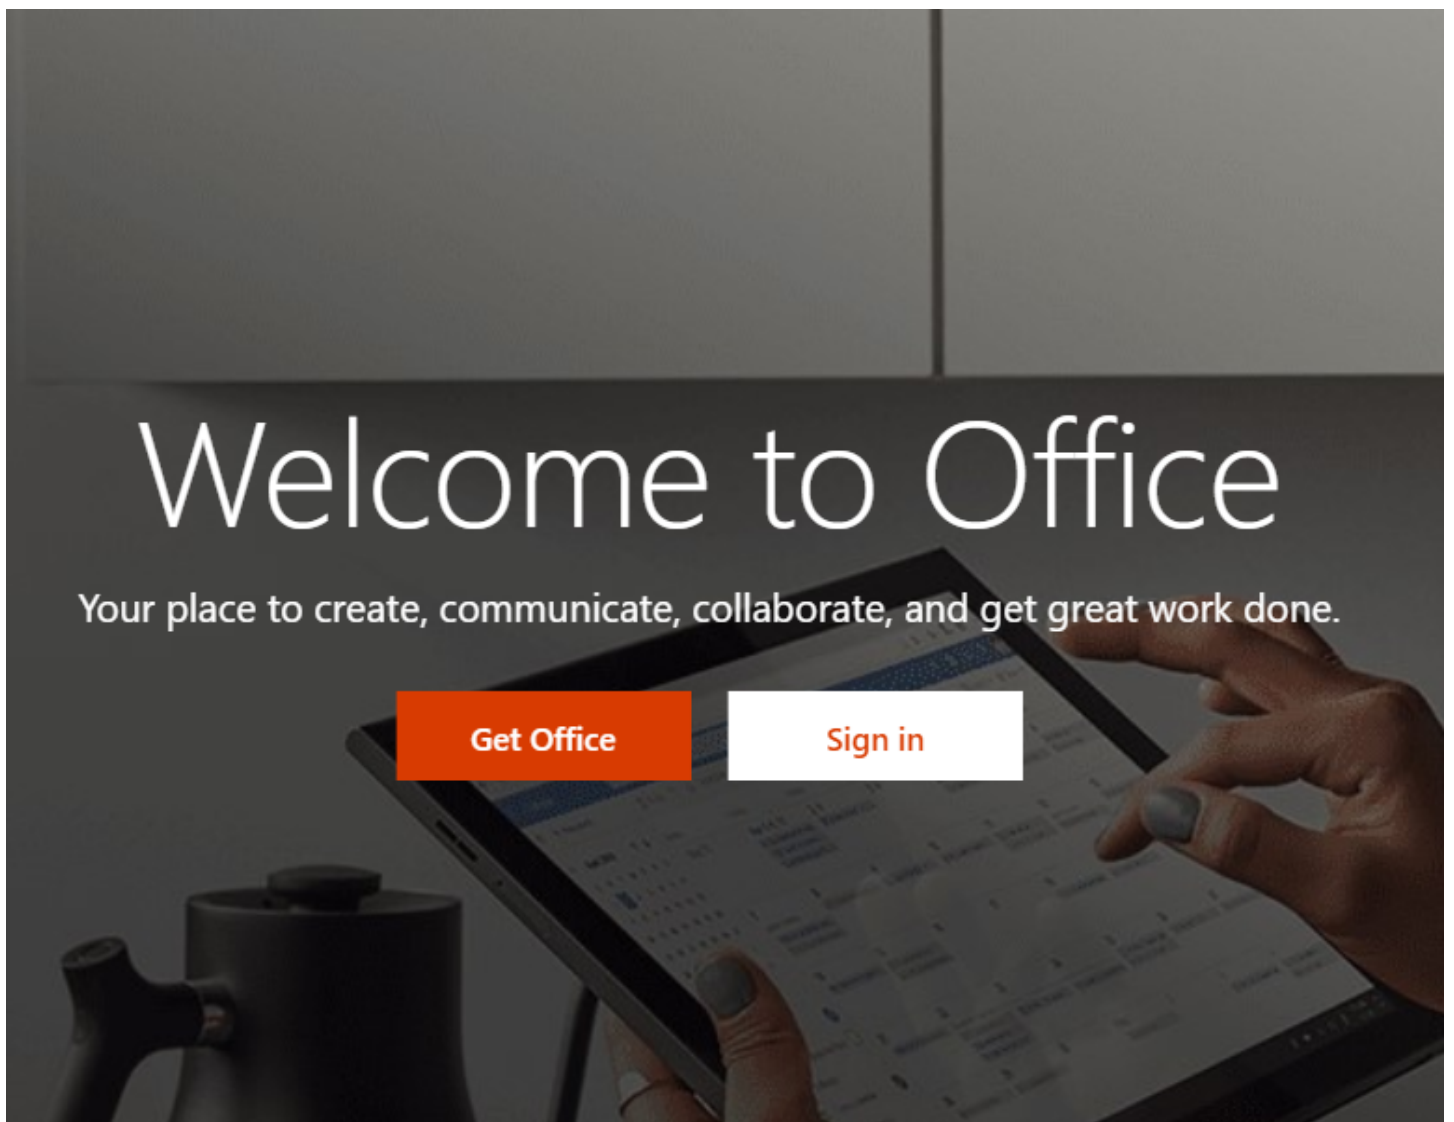 Welcome to Office
Your place to create, communicate, collaborate, and get great work done.
Get Office
Sign in